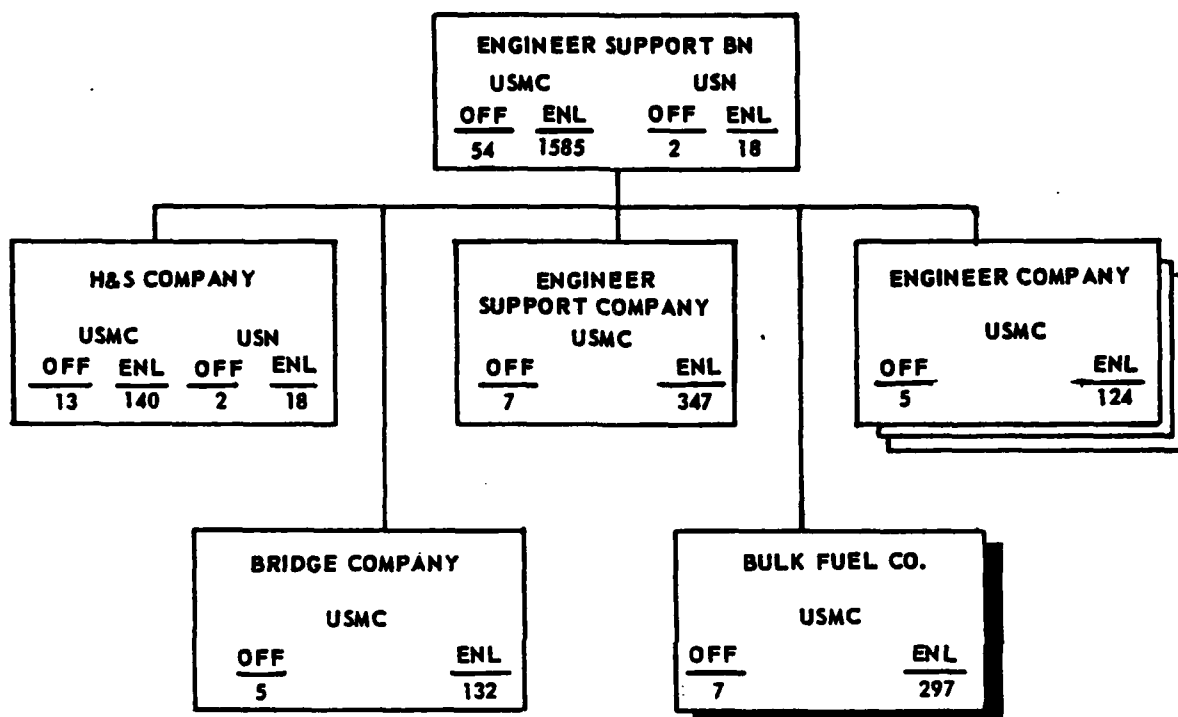 ENGINEER SUPPORT BN
USMC USN
OFF ENL OFF ENL
54 1585 2 18
H&S COMPANY
USMC USN
OFF ENL OFF ENL
13 140 2 18
ENGINEER
SUPPORT COMPANY
USMC
OFF ENL
7 347
ENGINEER COMPANY
USMC
OFF ENL
5 124
BRIDGE COMPANY
USMC
OFF ENL
5 132
BULK FUEL CO.
USMC
OFF ENL
7 297